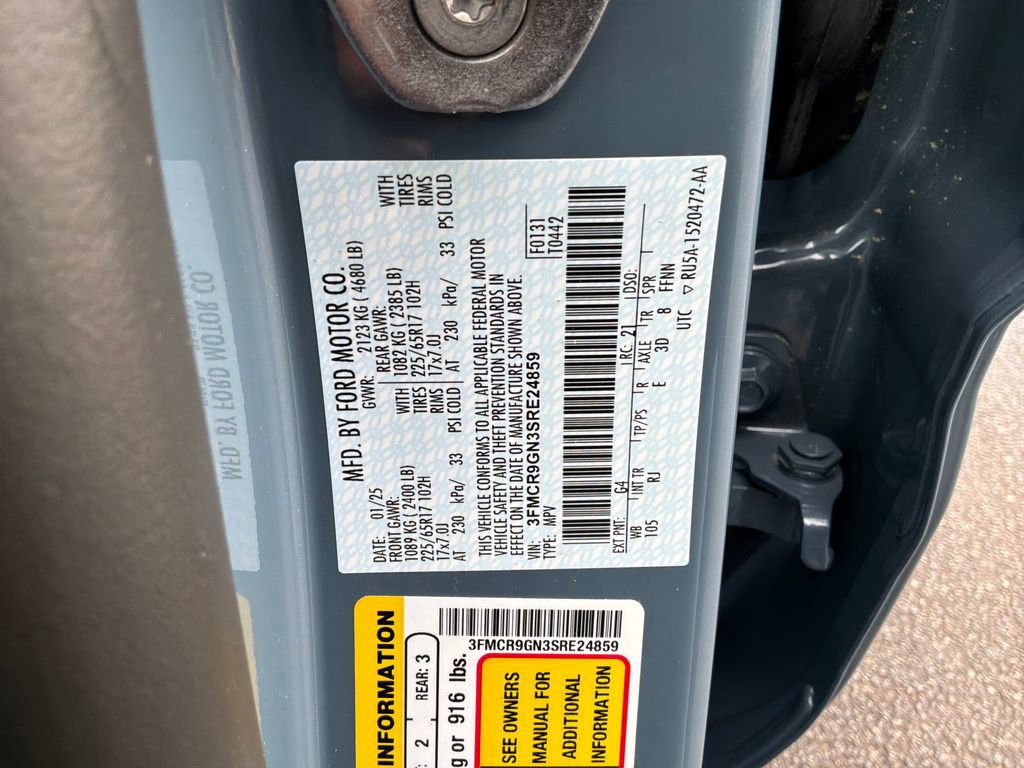 MFD. BY FORD MOTOR CO.
DATE: 01/25 GVWR: 2123 KG ( 4680 LB)
FRONT GAWR: REAR GAWR:
1089 KG ( 2400 LB) WITH 1082 KG ( 2385 LB) WITH
225/65R17 102H TIRES 225/65R17 102H TIRES
17x7.0J RIMS 17x7.0J RIMS
AT 230 kPa/ 33 PSI COLD AT 230 kPa/ 33 PSI COLD
THIS VEHICLE CONFORMS TO ALL APPLICABLE FEDERAL MOTOR
VEHICLE SAFETY AND THEFT PREVENTION STANDARDS IN
EFFECT ON THE DATE OF MANUFACTURE SHOWN ABOVE.
VIN: 3FMCR9GN3SRE24859 F0131
TYPE: MPV T0442
EXT PNT: G4 RC: 21 DSO:
WB INT TR TP/PS R AXLE TR SPR
105 RJ E 3D 8 FFNN
UTC ▽ RU5A-1520472-AA
INFORMATION
2 REAR: 3
g or 916 lbs.
3FMCR9GN3SRE24859
SEE OWNERS
MANUAL FOR
ADDITIONAL
INFORMATION
MFD. BY FORD MOTOR CO.